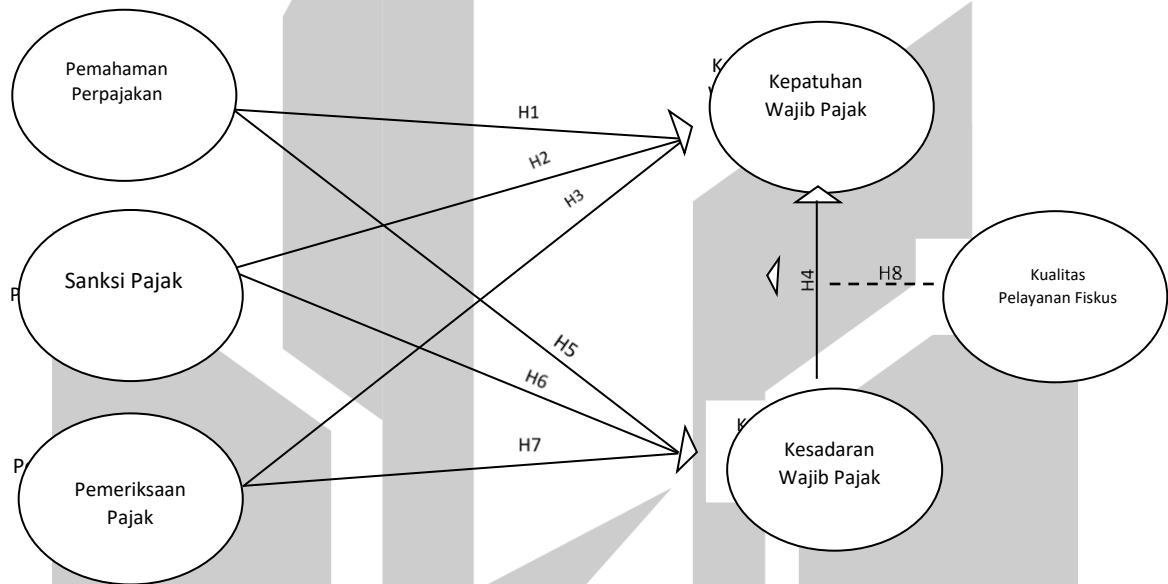 Pemahaman
Perpajakan
H1
K
Kepatuhan
Wajib Pajak
H2
H3
Sanksi Pajak
P
H4
H8
Kualitas
Pelayanan Fiskus
H5
H6
H7
K
Kesadaran
Wajib Pajak
P
Pemeriksaan
Pajak